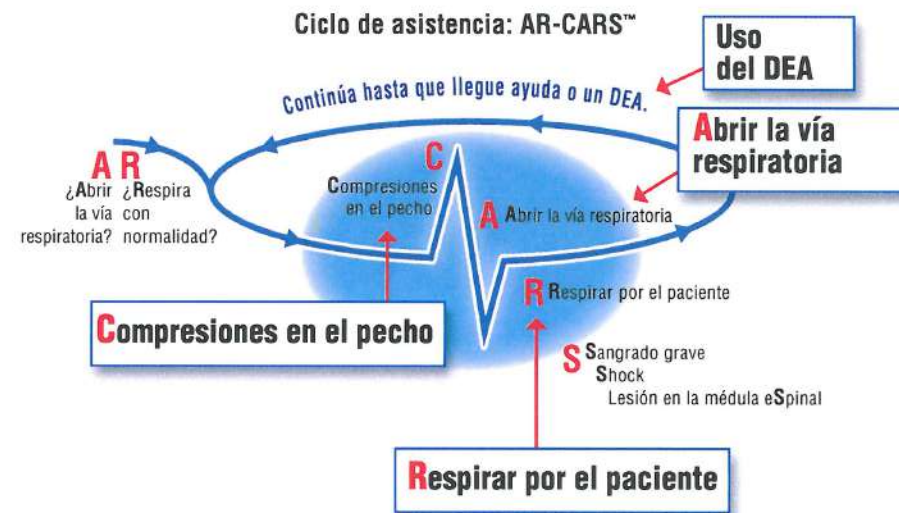 Ciclo de asistencia: AR-CARS™
Uso
del DEA
Continúa hasta que llegue ayuda o un DEA.
Abrir la vía
respiratoria
A R
¿Abrir
la vía
respiratoria?
¿Respira
con
normalidad?
C
Compresiones
en el pecho
A Abrir la vía respiratoria
R Respirar por el paciente
Compresiones en el pecho
S Sangrado grave
Shock
Lesión en la médula eSpinal
Respirar por el paciente